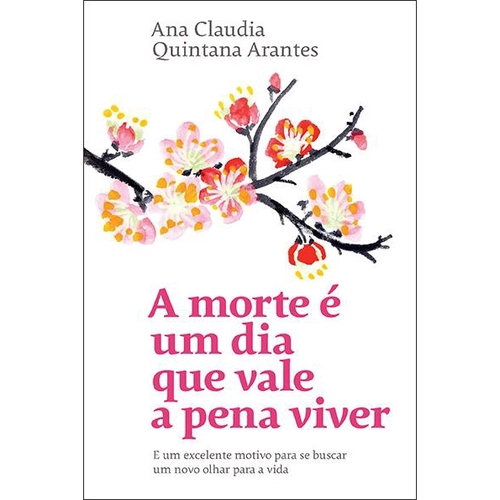 Ana Claudia
Quintana Arantes
A morte é
um dia
que vale
a pena viver
E um excelente motivo para se buscar
um novo olhar para a vida